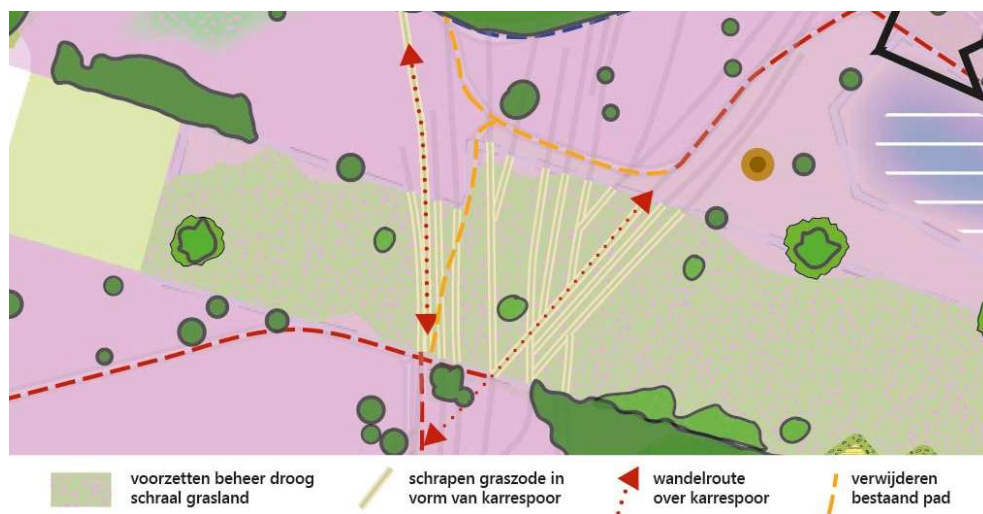 voorzetten beheer droog
schraal grasland
schrapen graszode in
vorm van karrespoor
wandelroute
over karrespoor
verwijderen
bestaand pad